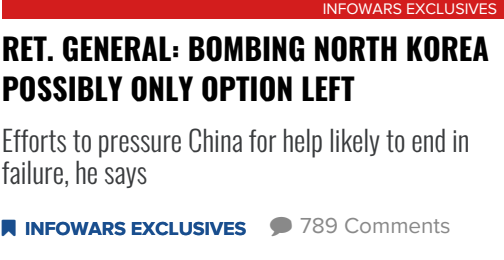 INFOWARS EXCLUSIVES
RET. GENERAL: BOMBING NORTH KOREA
POSSIBLY ONLY OPTION LEFT
Efforts to pressure China for help likely to end in
failure, he says
INFOWARS EXCLUSIVES 789 Comments